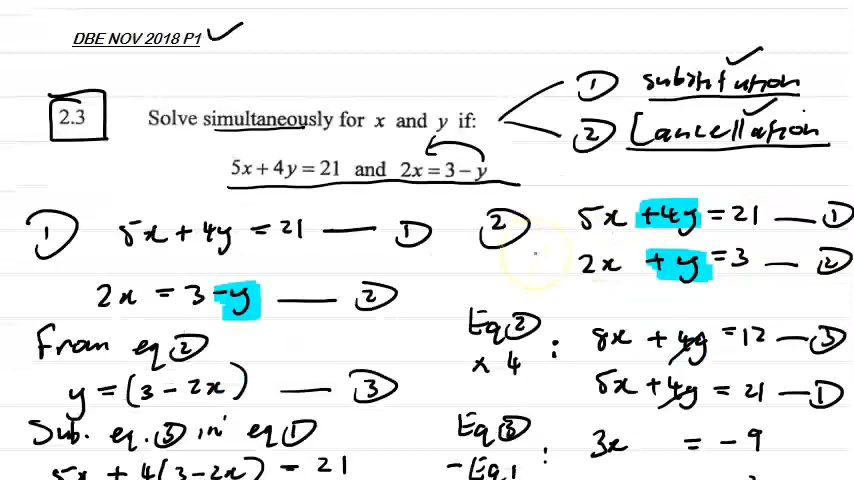 DBE NOV 2018 P1
2.3 Solve simultaneously for x and y if:
5x + 4y = 21 and 2x = 3 − y
① substitution
② Cancellation
① 5x + 4y = 21 — ①
2x = 3 - y — ②
From eq ②
y = (3 - 2x) — ③
Sub. eq. ③ in eq ①
5x + 4(3 - 2x) = 21
② 5x + 4y = 21 — ①
2x + y = 3 — ②
Eq ② × 4 : 8x + 4y = 12 — ③
5x + 4y = 21 — ①
Eq ③ - Eq. 1 : 3x = - 9